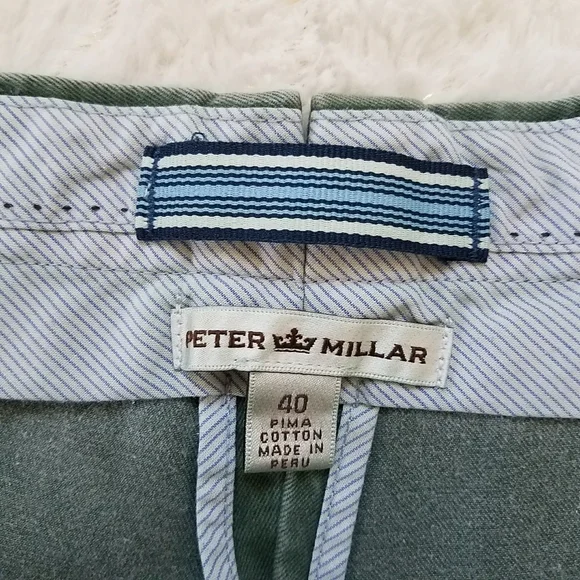 PETER MILLAR
40
PIMA
COTTON
MADE IN
PERU